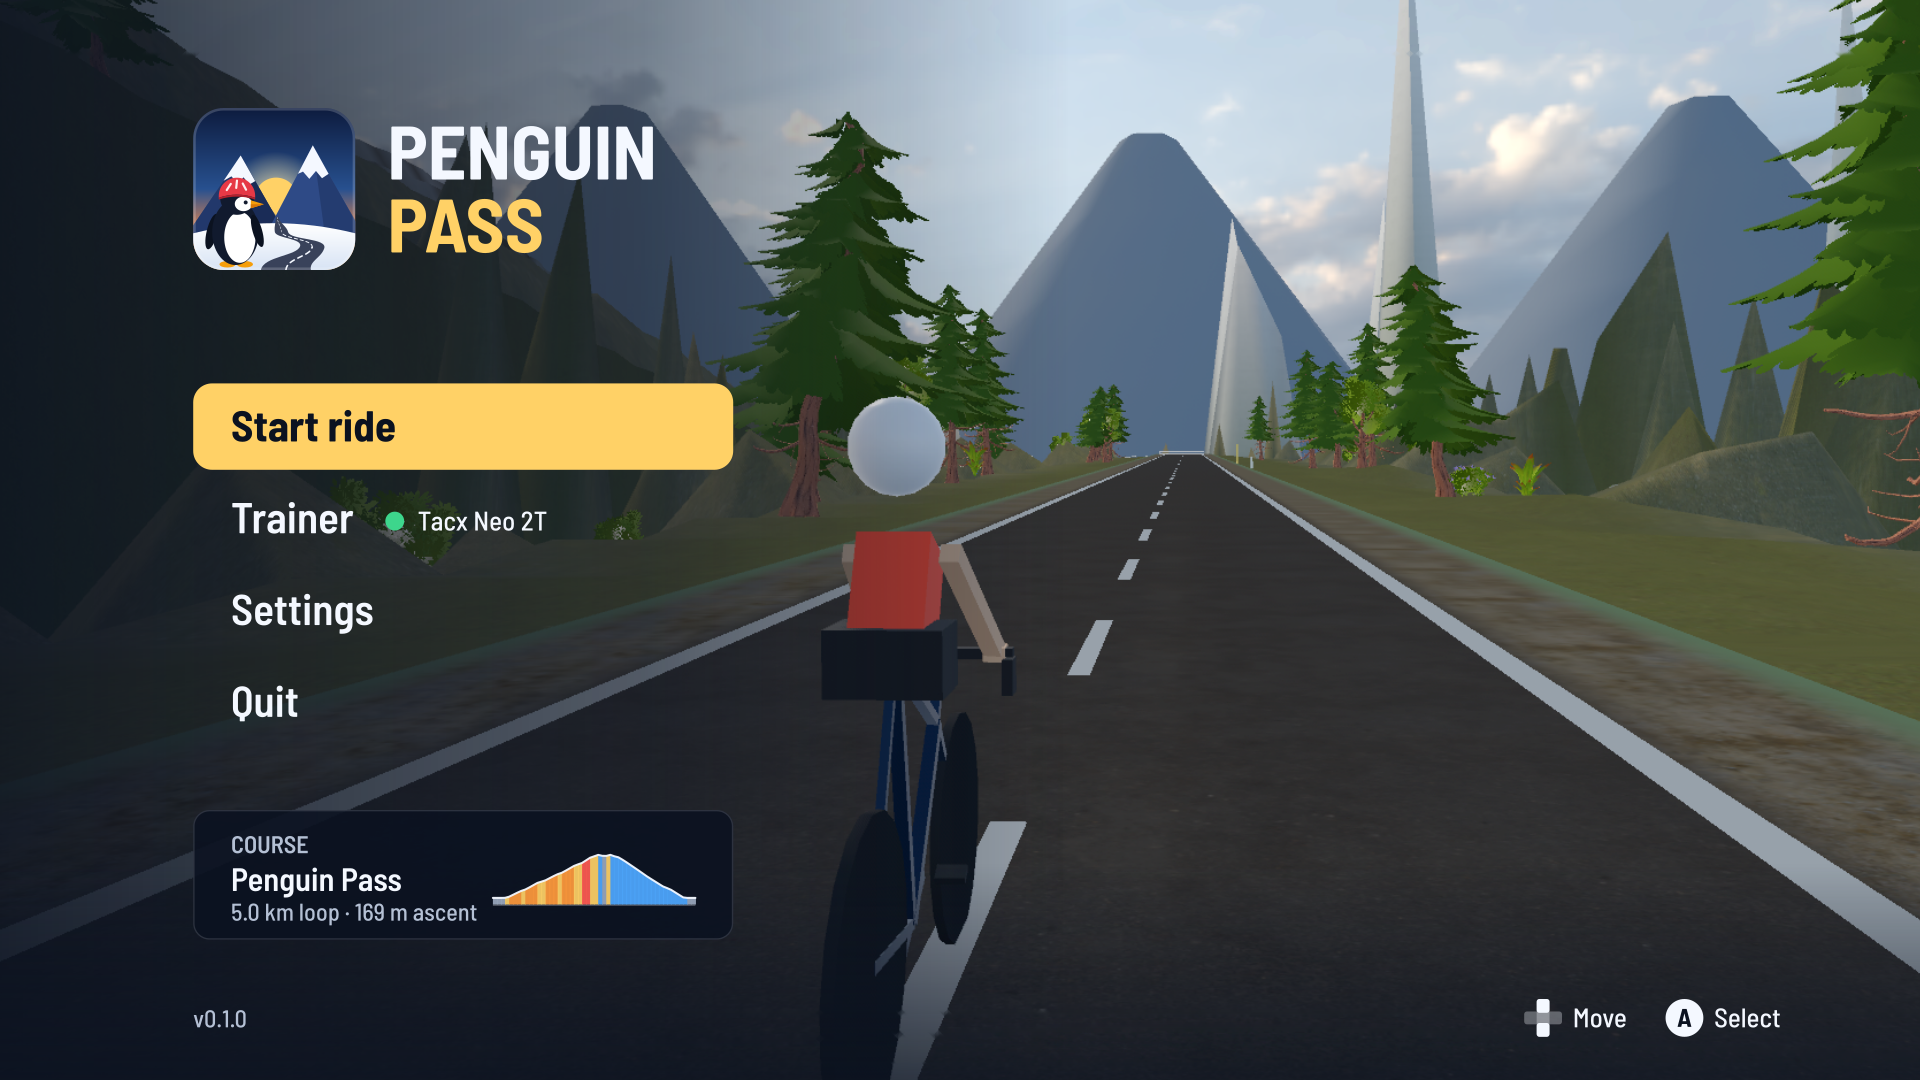 PENGUIN
PASS
Start ride
Trainer Tacx Neo 2T
Settings
Quit
COURSE
Penguin Pass
5.0 km loop · 169 m ascent
v0.1.0
Move A Select